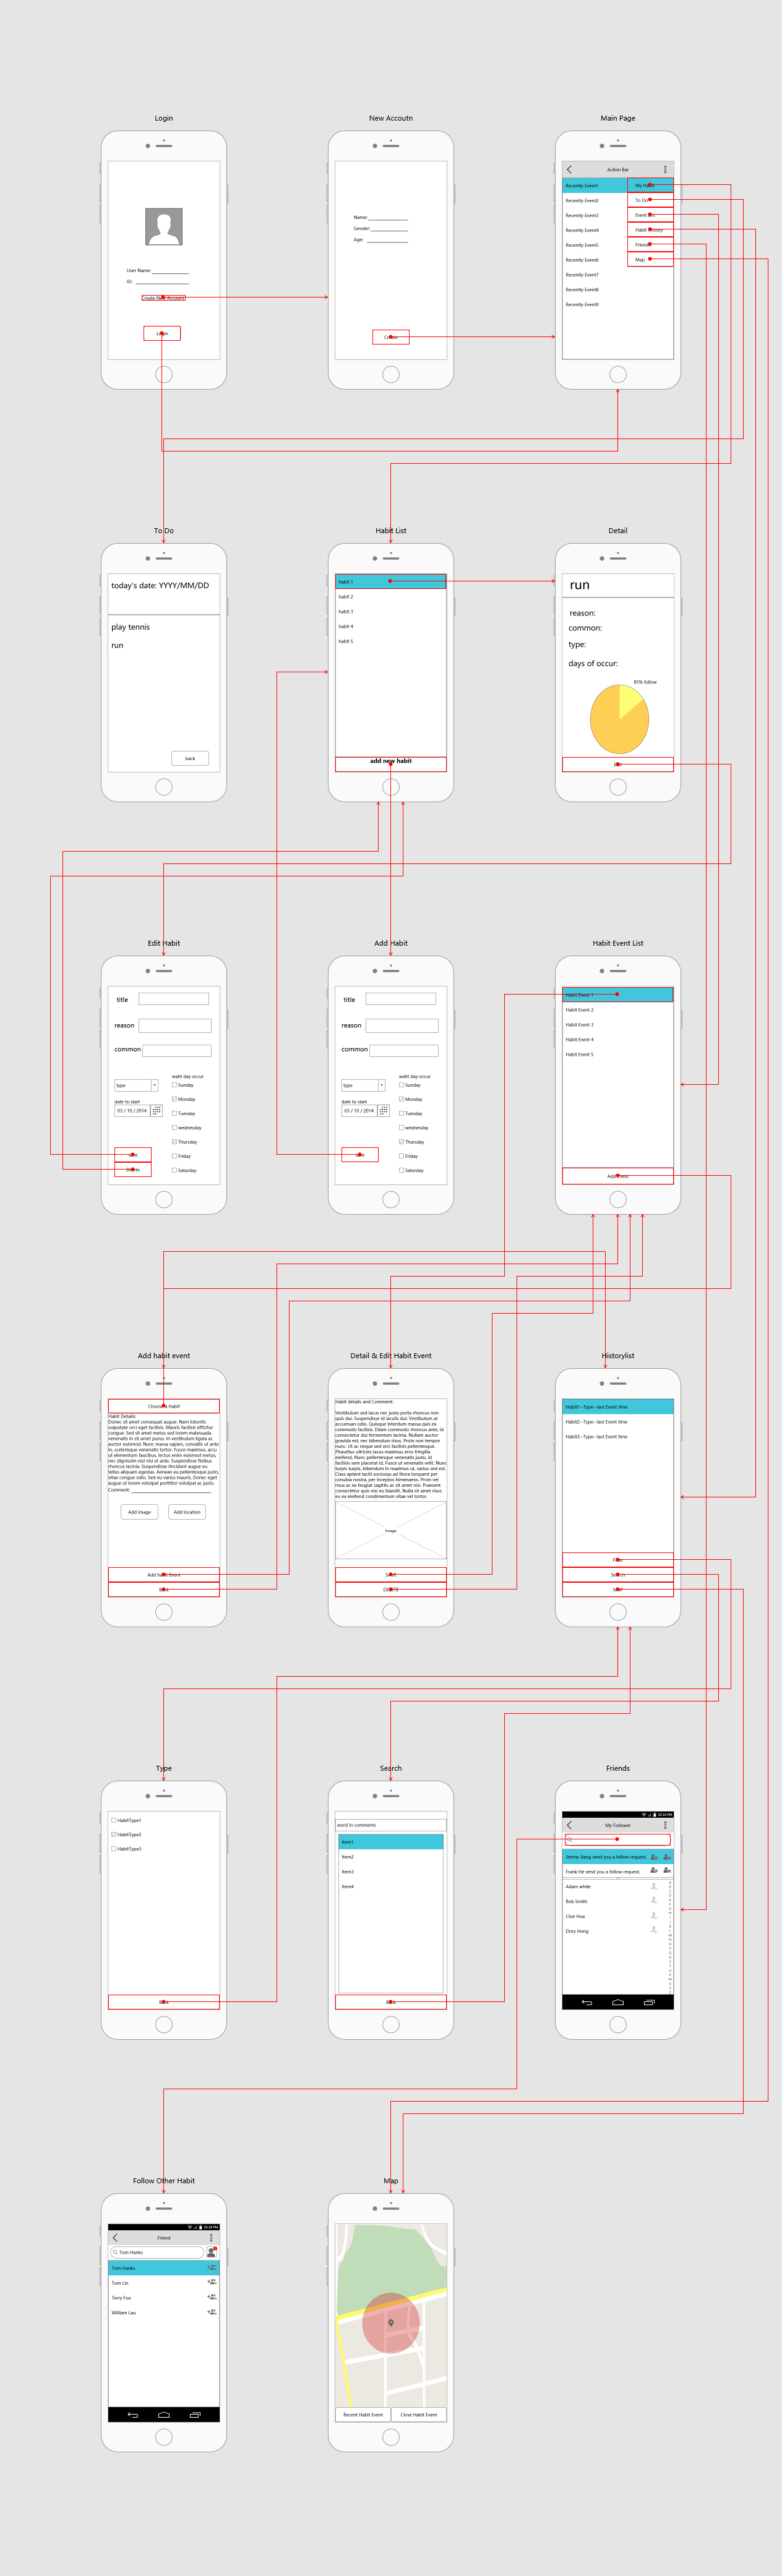 Login
User Name:
ID:
Create New Account
Login
New Accoutn
Name:
Gender:
Age:
Create
Main Page
Action Bar
Recently Event1
Recently Event2
Recently Event3
Recently Event4
Recently Event5
Recently Event6
Recently Event7
Recently Event8
Recently Event9
My Habit
To Do
Event List
Habit History
Friends
Map
To Do
today's date: YYYY/MM/DD
play tennis
run
back
Habit List
habit 1
habit 2
habit 3
habit 4
habit 5
add new habit
Detail
run
reason:
common:
type:
days of occur:
85% follow
Edit
Edit Habit
title
reason
common
waht day occur
type
Sunday
date to start
Monday
03 / 10 / 2014
Tuesday
wednesday
Thursday
save
Friday
Delete
Saturday
Add Habit
title
reason
common
waht day occur
type
Sunday
date to start
Monday
03 / 10 / 2014
Tuesday
wednesday
Thursday
save
Friday
Saturday
Habit Event List
Habit Event 1
Habit Event 2
Habit Event 3
Habit Event 4
Habit Event 5
Add Event
Add habit event
Choose a Habit
Habit Details:
Donec sit amet consequat augue. Nam lobortis
vulputate orci eget facilisis. Mauris facilisis efficitur
congue. Sed sit amet metus sed lorem malesuada
venenatis in sit amet purus. In vestibulum ligula ac
auctor euismod. Nunc massa sapien, convallis ut ante
in, scelerisque venenatis tortor. Fusce maximus, arcu
ut elementum faucibus, lectus enim euismod metus,
nec dignissim nisl nisl et ante. Suspendisse finibus
rhoncus facilisis. Suspendisse tincidunt augue eu
tellus aliquam egestas. Aenean eu pellentesque justo,
vitae congue odio. Sed eu varius mauris. Donec eget
augue ut lorem volutpat porttitor volutpat ac justo.
Comment:
Add image
Add location
Add habit Event
Back
Detail & Edit Habit Event
Habit details and Comment:
Vestibulum sed lacus nec justo porta rhoncus non
quis dui. Suspendisse id iaculis dui. Vestibulum at
accumsan odio. Quisque interdum massa quis ex
commodo facilisis. Etiam commodo rhoncus ante, id
consectetur dui fermentum lacinia. Nullam auctor
gravida est, nec bibendum risus. Proin non tempor
nunc. Ut ac neque sed orci facilisis pellentesque.
Phasellus ultricies lacus maximus eros fringilla
eleifend. Nunc pellentesque venenatis justo, id
facilisis sem placerat id. Fusce ut venenatis velit. Nunc
turpis turpis, bibendum in maximus ut, varius sed est.
Class aptent taciti sociosqu ad litora torquent per
conubia nostra, per inceptos himenaeos. Proin vel
risus ac ex feugiat sagittis ac sit amet nisi. Praesent
consectetur quis nisi eu blandit. Nulla sit amet risus
eu ex eleifend condimentum vitae vel tortor.
Image
SAVE
DELETE
Historylist
Habit1--Type--last Event time
Habit2--Type--last Event time
Habit3--Type--last Event time
Filter
Search
MAP
Type
HabitType1
HabitType2
HabitType3
Back
Search
word in comments
Item1
Item2
Item3
Item4
Back
Friends
My Follower
Jimmy Jiang send you a follow request.
Frank He send you a follow request.
Adam white
Bob Smith
Cloe Hua
Dozy Hong
Follow Other Habit
Friend
Tom Hanks
Tom Hanks
Tom Lin
Terry Fox
William Lau
Map
Recent Habit Event
Close Habit Event